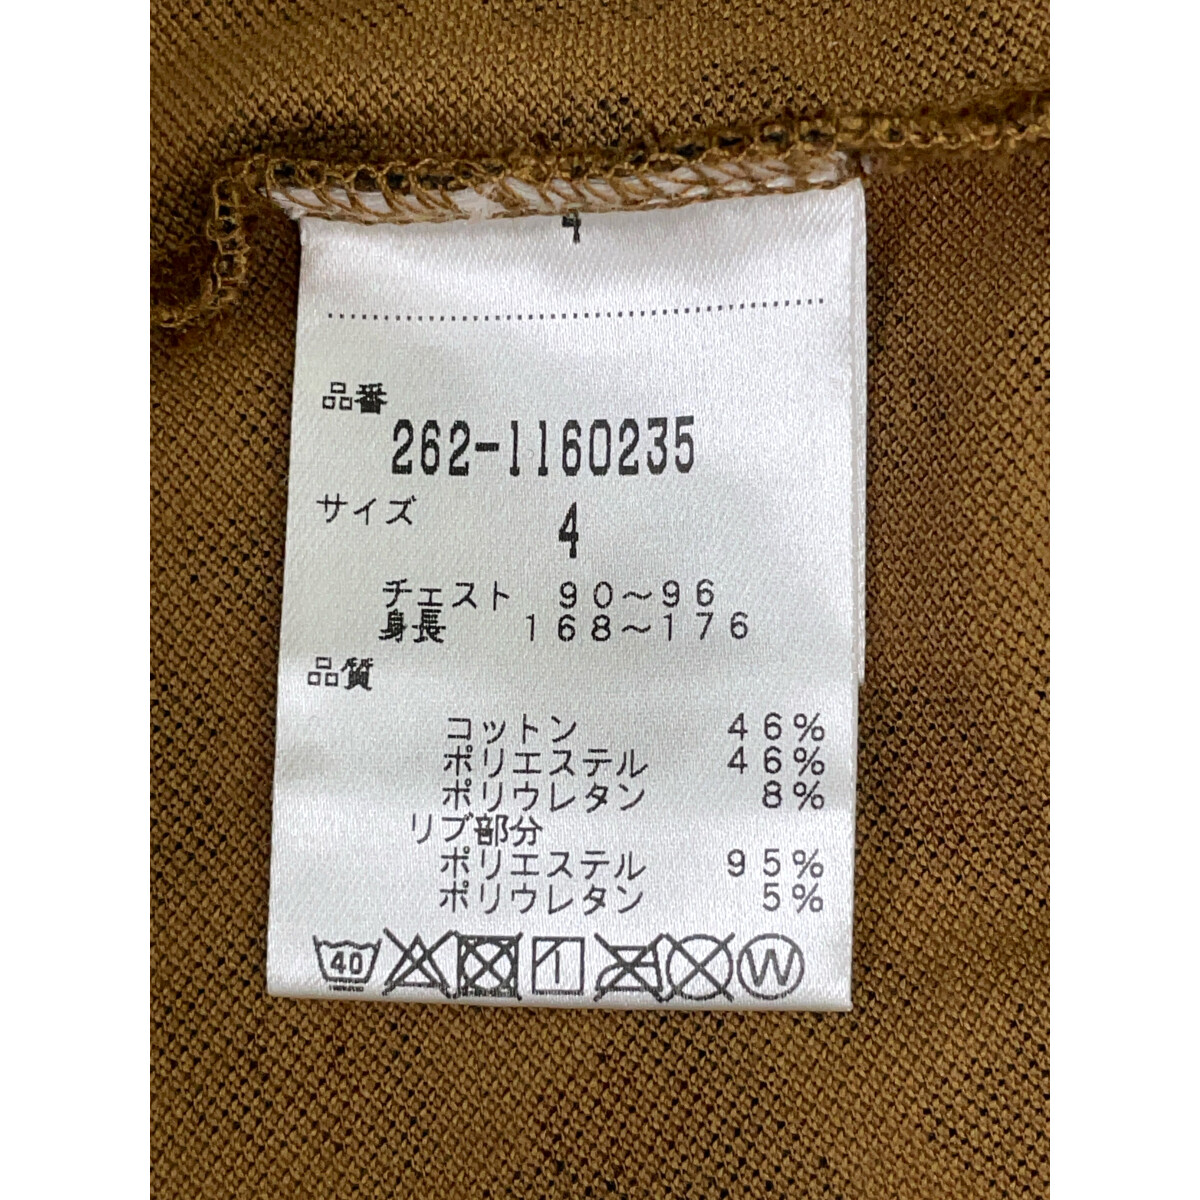 4
品番
262-1160235
サイズ
4
チェスト 90~96
身長 168~176
品質
コットン 46%
ポリエステル 46%
ポリウレタン 8%
リブ部分
ポリエステル 95%
ポリウレタン 5%
40 W